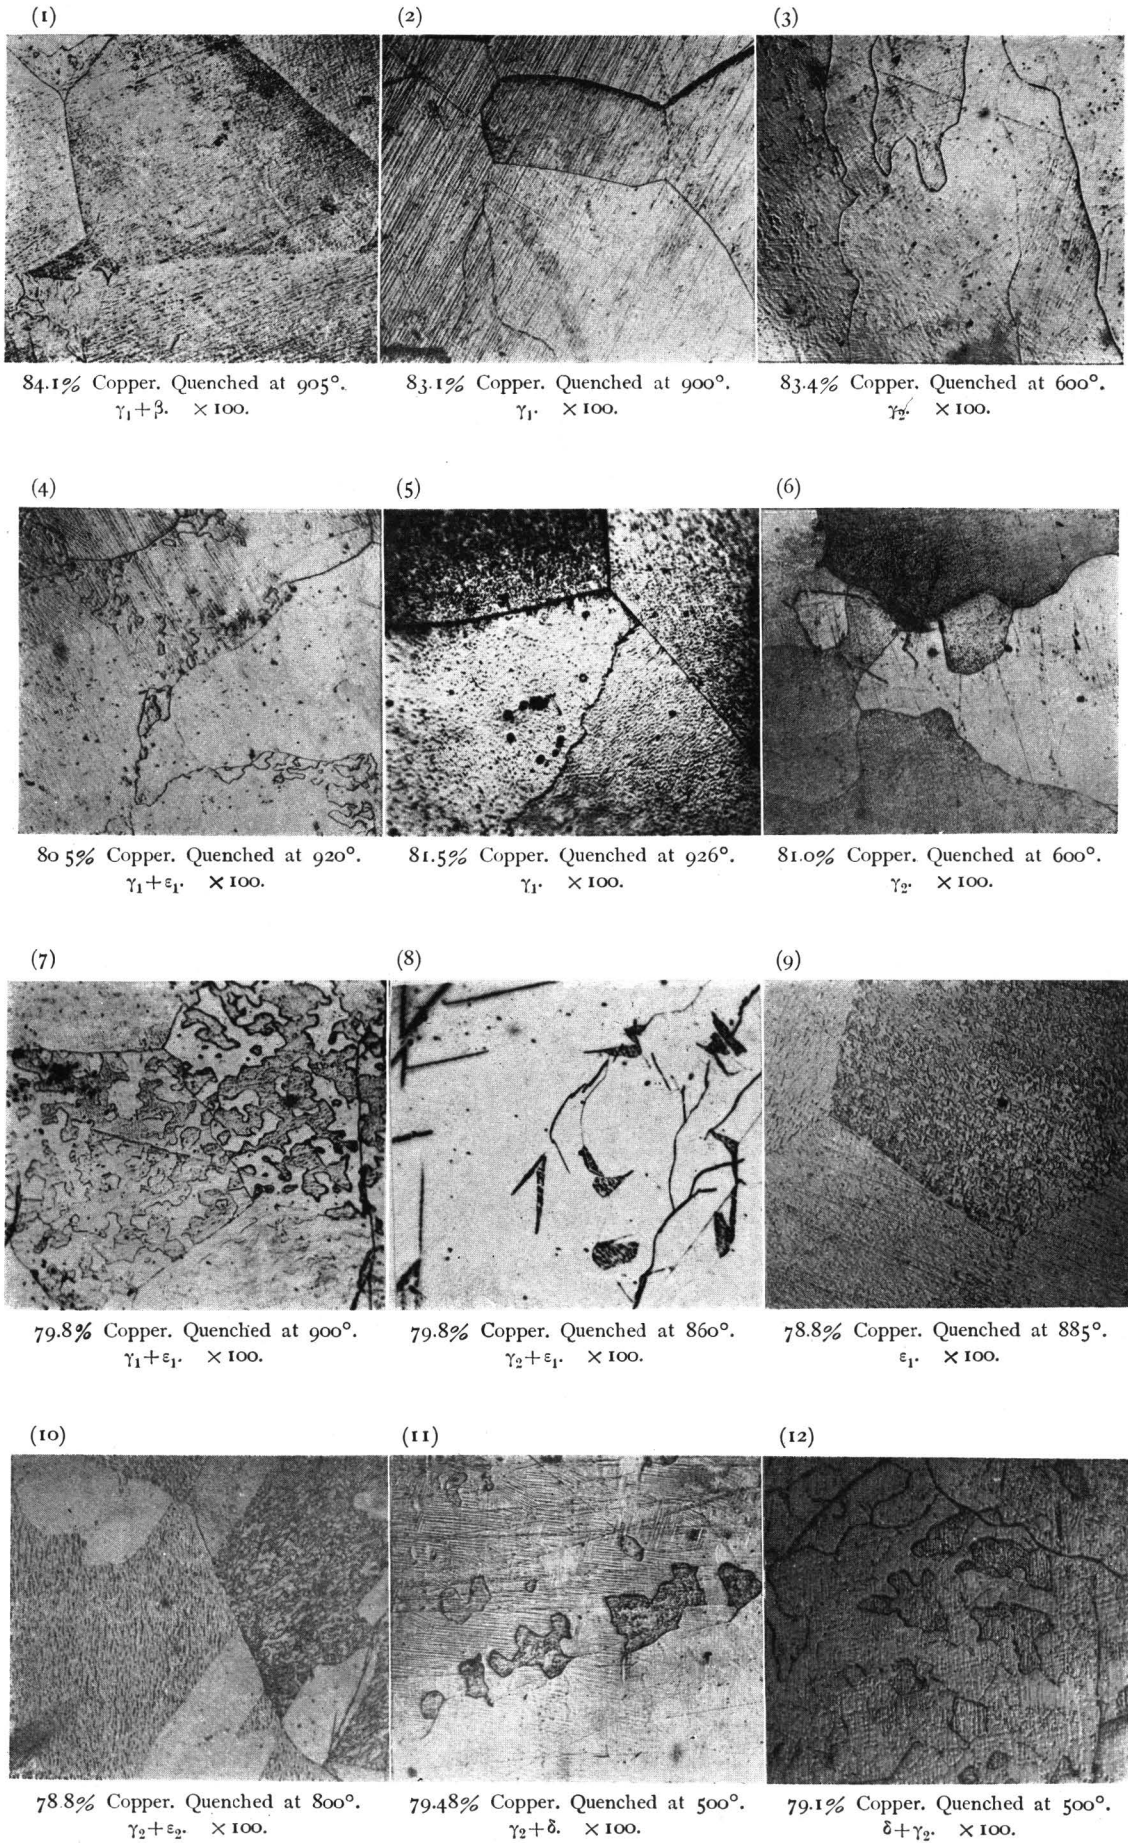 (1) (2) (3)
84.1% Copper. Quenched at 905°. 83.1% Copper. Quenched at 900°. 83.4% Copper. Quenched at 600°.
γ₁+β. ×100. γ₁. ×100. γ₂. ×100.
(4) (5) (6)
80 5% Copper. Quenched at 920°. 81.5% Copper. Quenched at 926°. 81.0% Copper. Quenched at 600°.
γ₁+ε₁. ×100. γ₁. ×100. γ₂. ×100.
(7) (8) (9)
79.8% Copper. Quenched at 900°. 79.8% Copper. Quenched at 860°. 78.8% Copper. Quenched at 885°.
γ₁+ε₁. ×100. γ₂+ε₁. ×100. ε₁. ×100.
(10) (11) (12)
78.8% Copper. Quenched at 800°. 79.48% Copper. Quenched at 500°. 79.1% Copper. Quenched at 500°.
γ₂+ε₂. ×100. γ₂+δ. ×100. δ+γ₂. ×100.